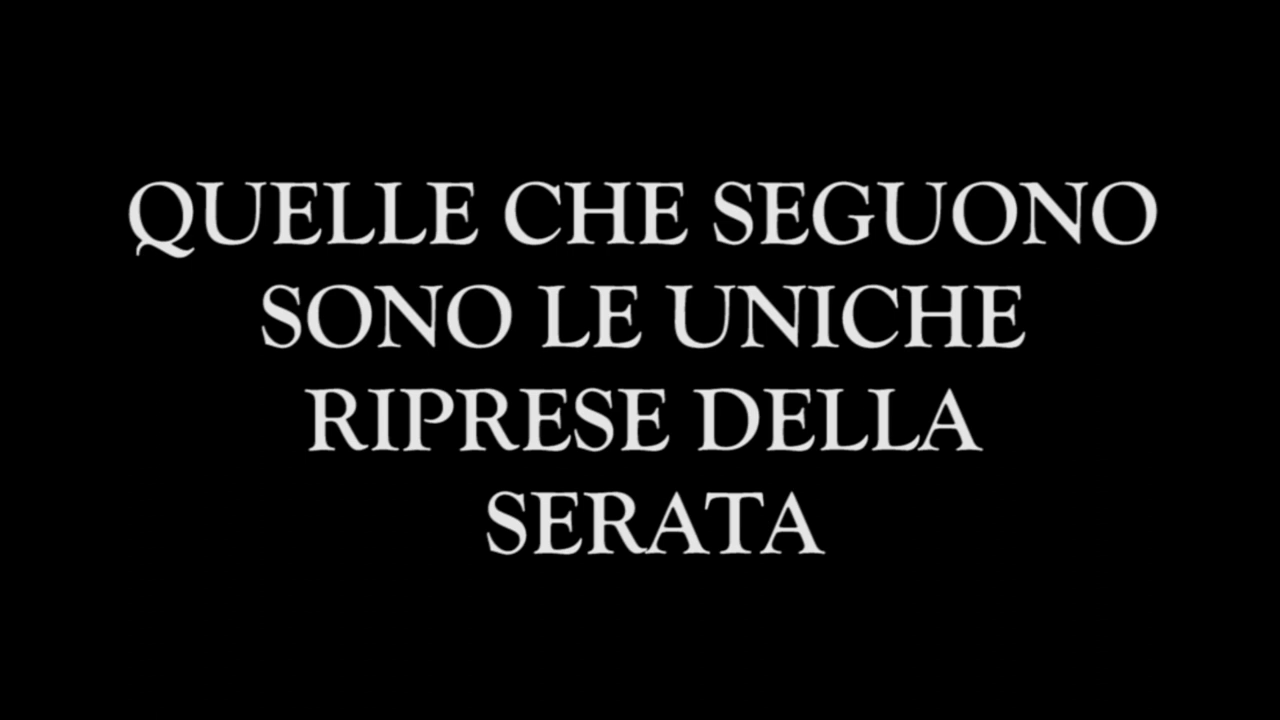 QUELLE CHE SEGUONO
SONO LE UNICHE
RIPRESE DELLA
SERATA